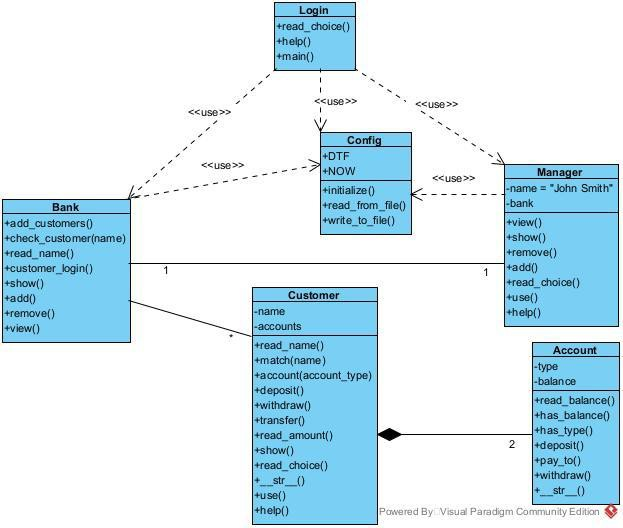 Login
+read_choice()
+help()
+main()
<<use>>
<<use>>
<<use>>
Config
+DTF
+NOW
+initialize()
+read_from_file()
+write_to_file()
<<use>>
<<use>>
Manager
-name = "John Smith"
-bank
+view()
+show()
+remove()
+add()
+read_choice()
+use()
+help()
Bank
+add_customers()
+check_customer(name)
+read_name()
+customer_login()
+show()
+add()
+remove()
+view()
1
1
*
Customer
-name
-accounts
+read_name()
+match(name)
+account(account_type)
+deposit()
+withdraw()
+transfer()
+read_amount()
+show()
+read_choice()
+__str__()
+use()
+help()
2
Account
-type
-balance
+read_balance()
+has_balance()
+has_type()
+deposit()
+pay_to()
+withdraw()
+__str__()
Powered By Visual Paradigm Community Edition